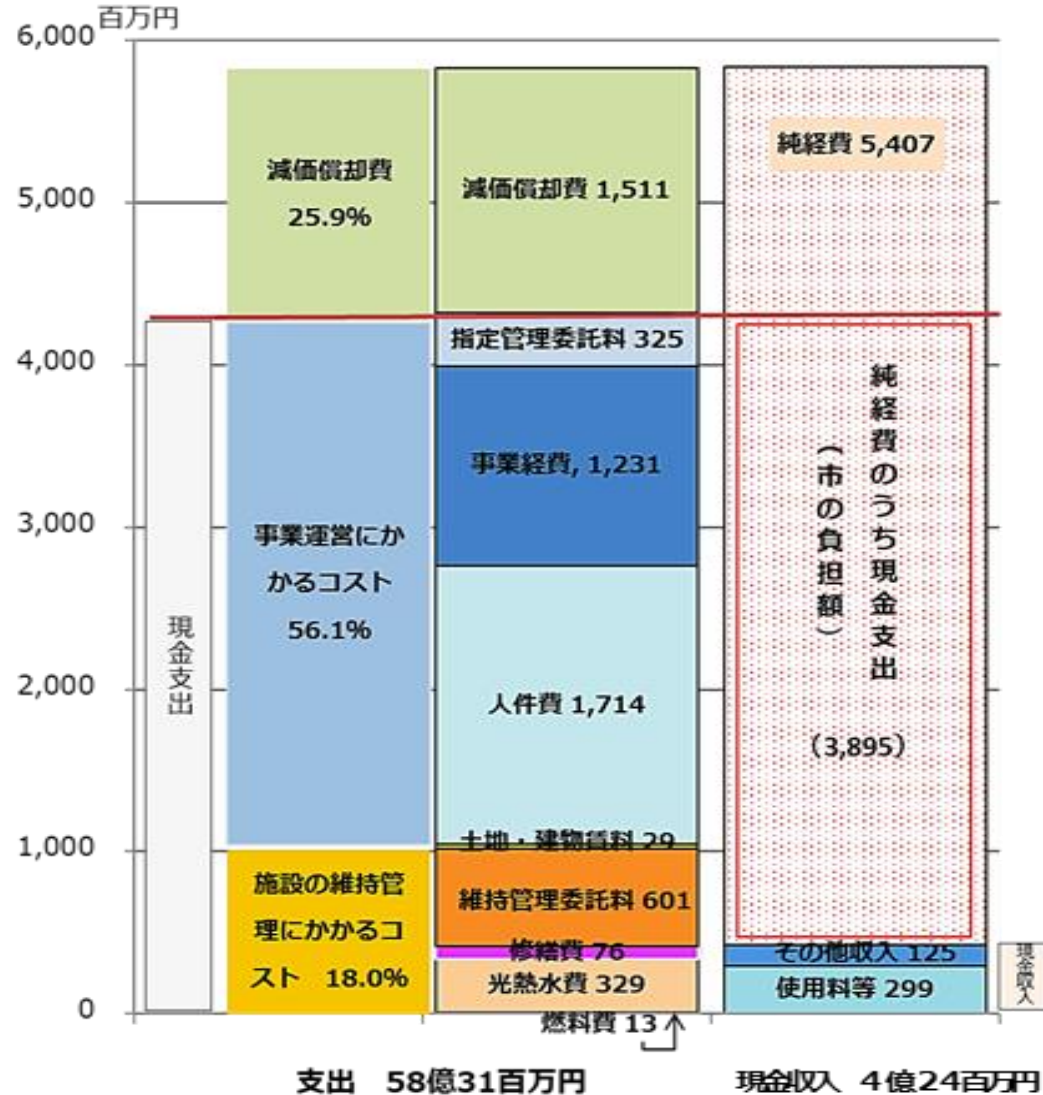 百万円
6,000
5,000
4,000
3,000
2,000
1,000
0
現金支出
減価償却費
25.9%
事業運営にか
かるコスト
56.1%
施設の維持管
理にかかるコ
スト 18.0%
減価償却費 1,511
指定管理委託料 325
事業経費, 1,231
人件費 1,714
土地・建物賃料 29
維持管理委託料 601
修繕費 76
光熱水費 329
燃料費 13
純経費 5,407
純経費のうち現金支出
（市の負担額）
（3,895）
その他収入 125
使用料等 299
現金収入
支出 58億31百万円
現金収入 4億24百万円